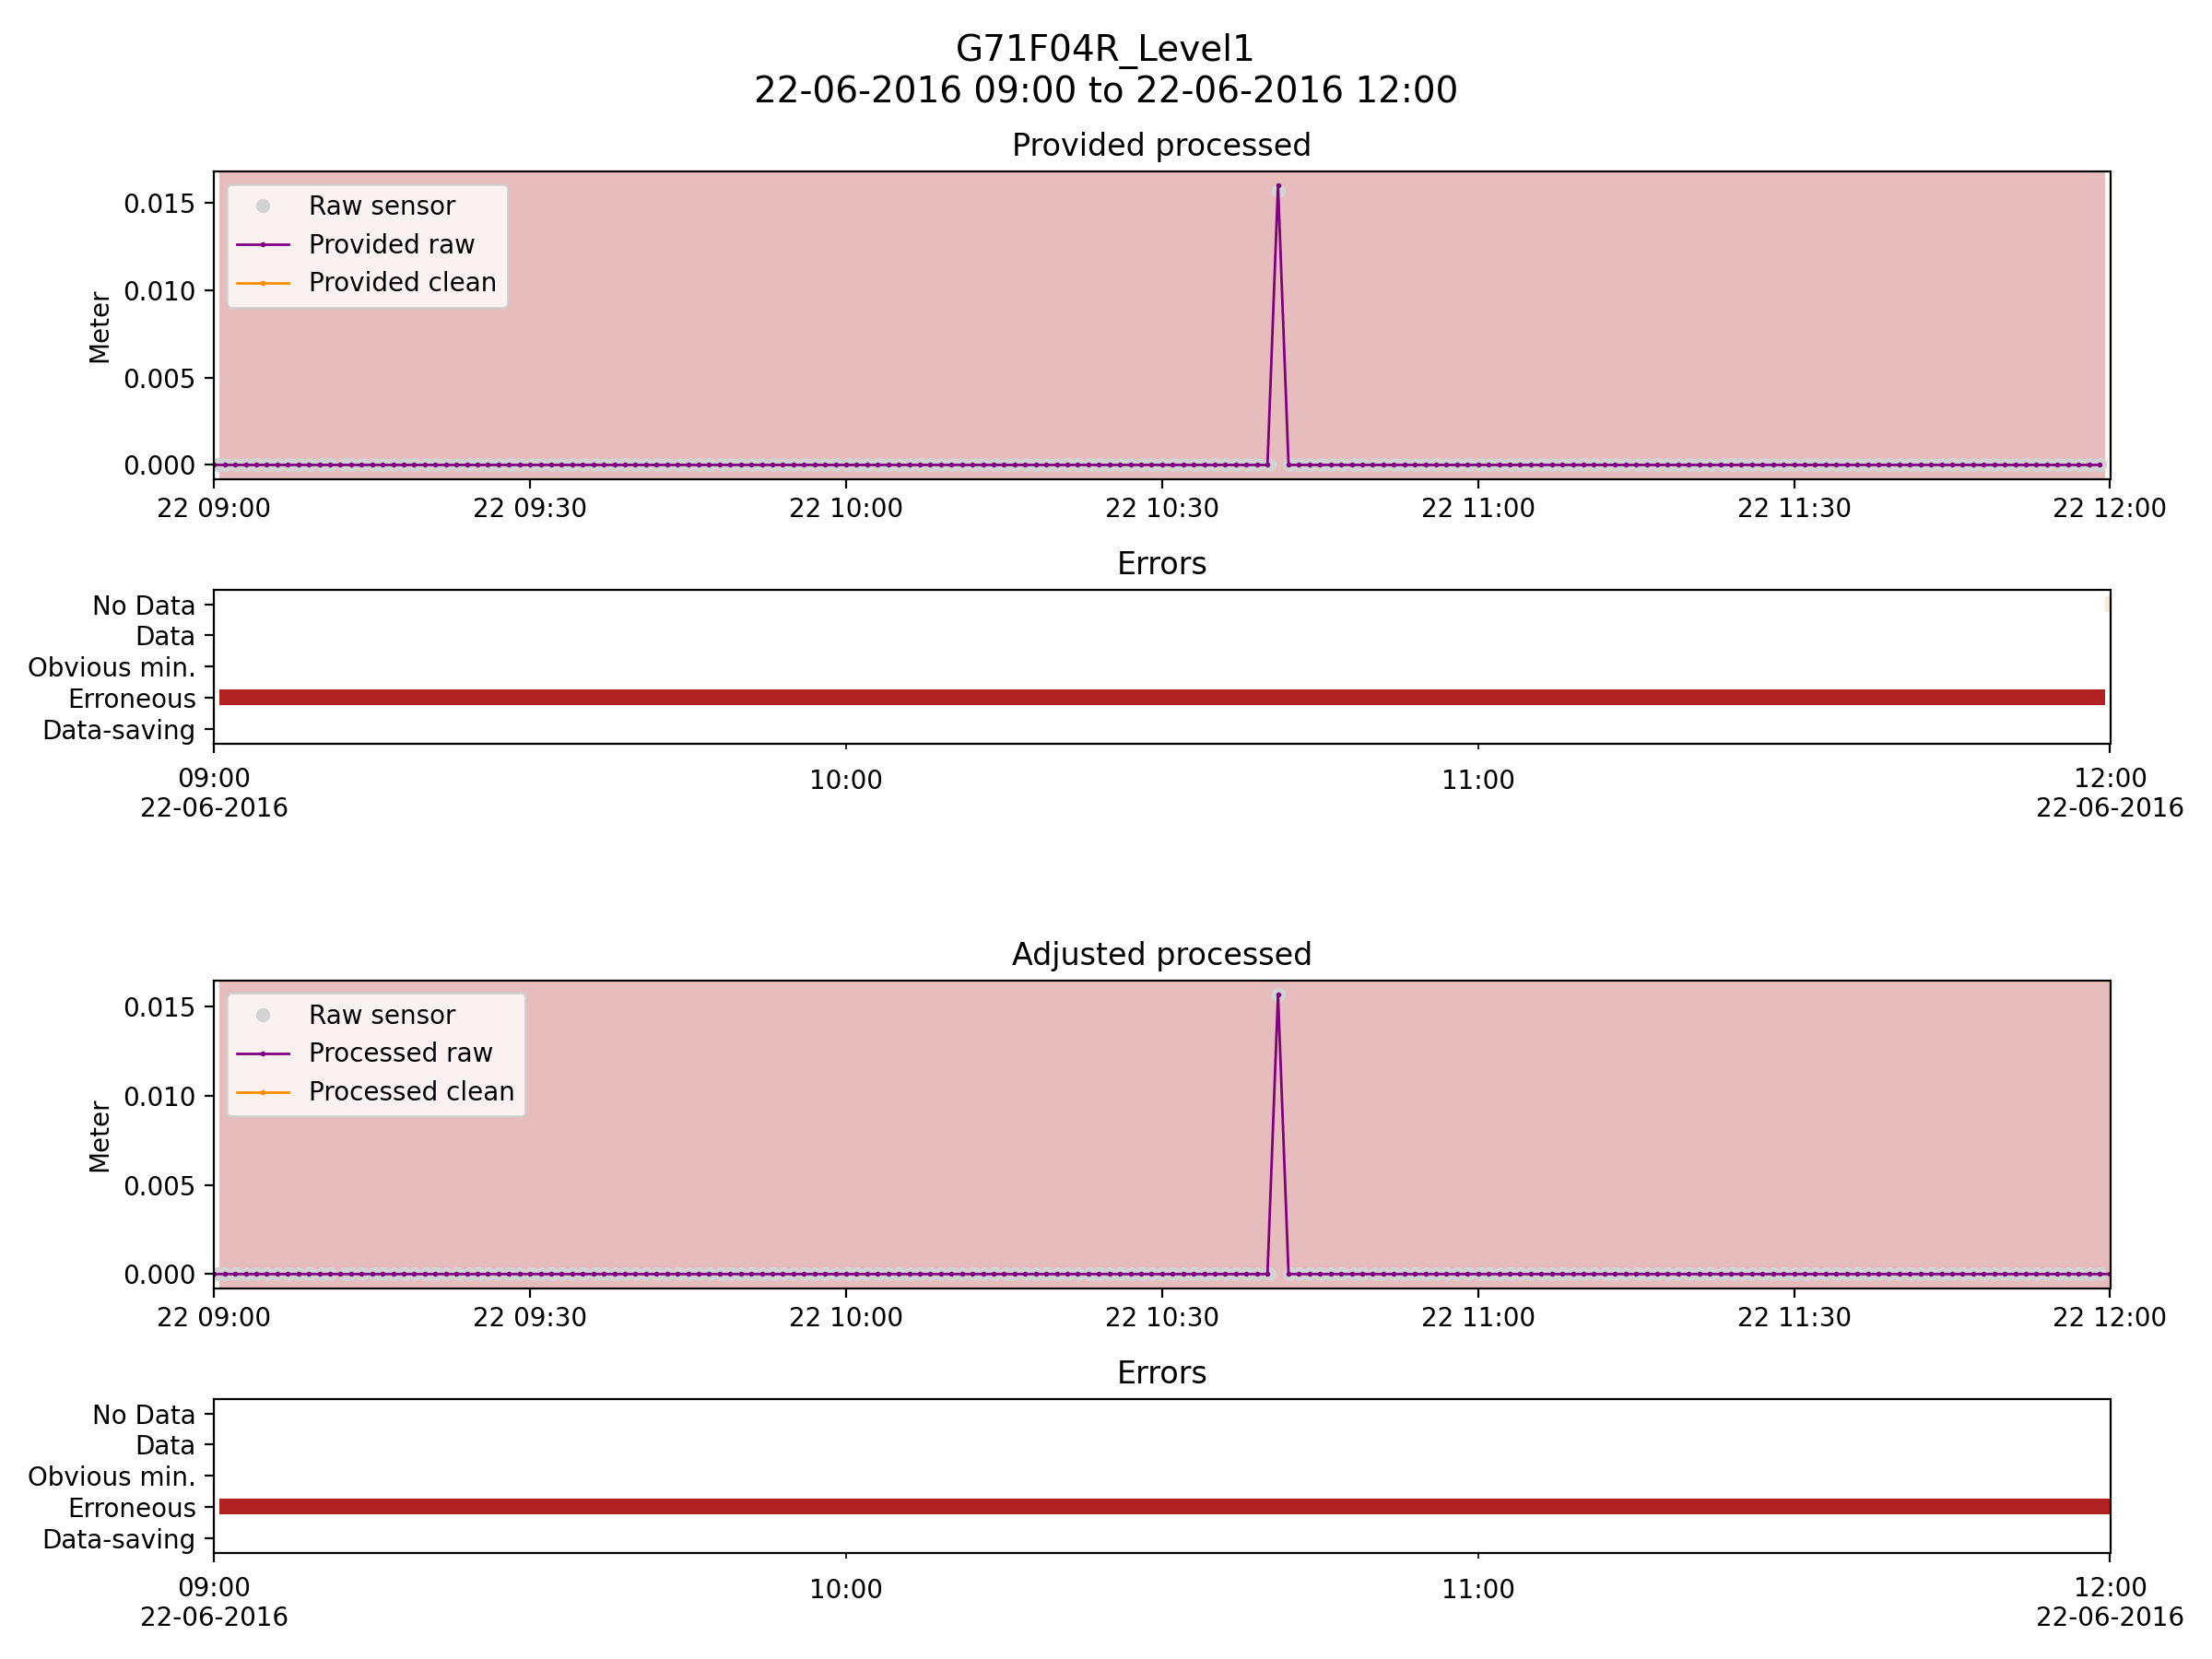 G71F04R_Level1
22-06-2016 09:00 to 22-06-2016 12:00
Provided processed
Meter
0.015
0.010
0.005
0.000
Raw sensor
Provided raw
Provided clean
22 09:00 22 09:30 22 10:00 22 10:30 22 11:00 22 11:30 22 12:00
Errors
No Data
Data
Obvious min.
Erroneous
Data-saving
09:00 10:00 11:00 12:00
22-06-2016 22-06-2016
Adjusted processed
Meter
0.015
0.010
0.005
0.000
Raw sensor
Processed raw
Processed clean
22 09:00 22 09:30 22 10:00 22 10:30 22 11:00 22 11:30 22 12:00
Errors
No Data
Data
Obvious min.
Erroneous
Data-saving
09:00 10:00 11:00 12:00
22-06-2016 22-06-2016